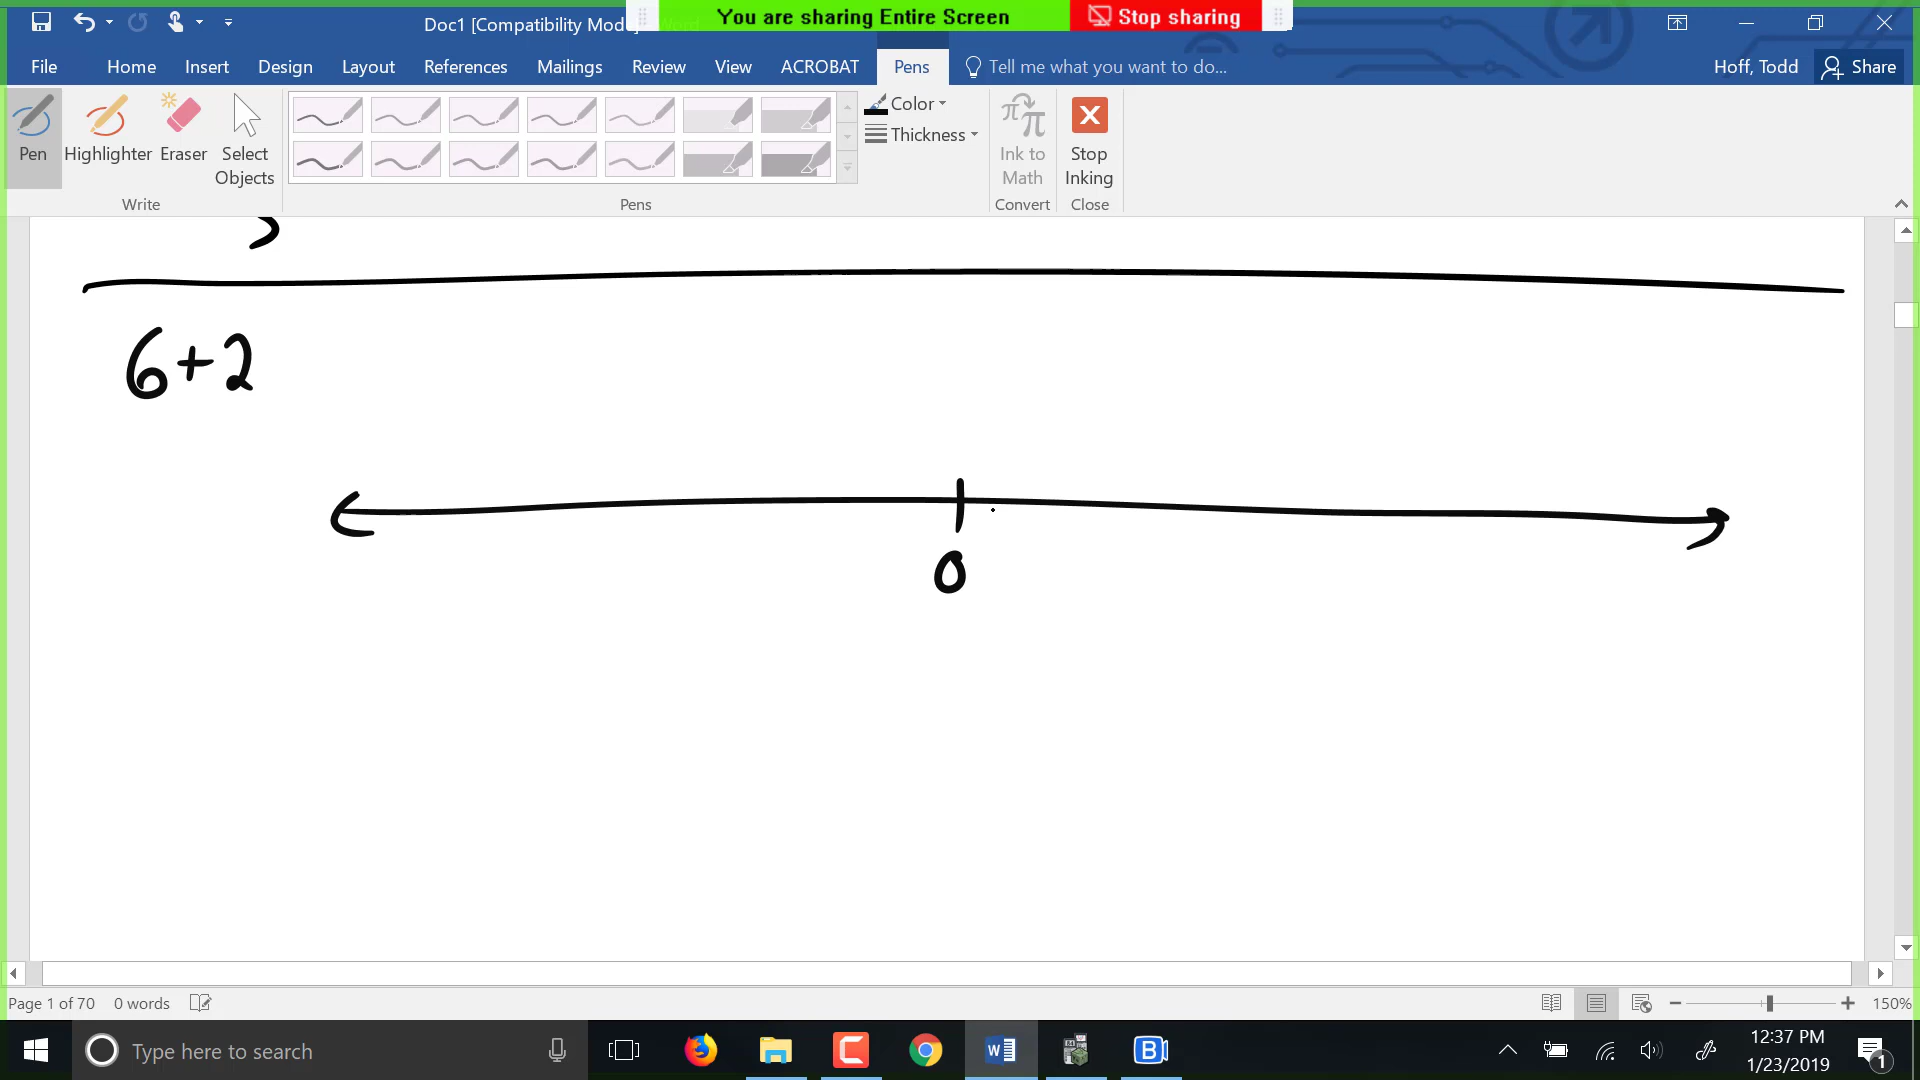 Doc1 [Compatibility Mode] - Word
You are sharing Entire Screen
Stop sharing
File Home Insert Design Layout References Mailings Review View ACROBAT Pens Tell me what you want to do... Hoff, Todd Share
Pen Highlighter Eraser Select Objects
Color
Thickness
Ink to Math
Stop Inking
Write Pens Convert Close
6+2
0
Page 1 of 70 0 words 150%
Type here to search
12:37 PM
1/23/2019
1